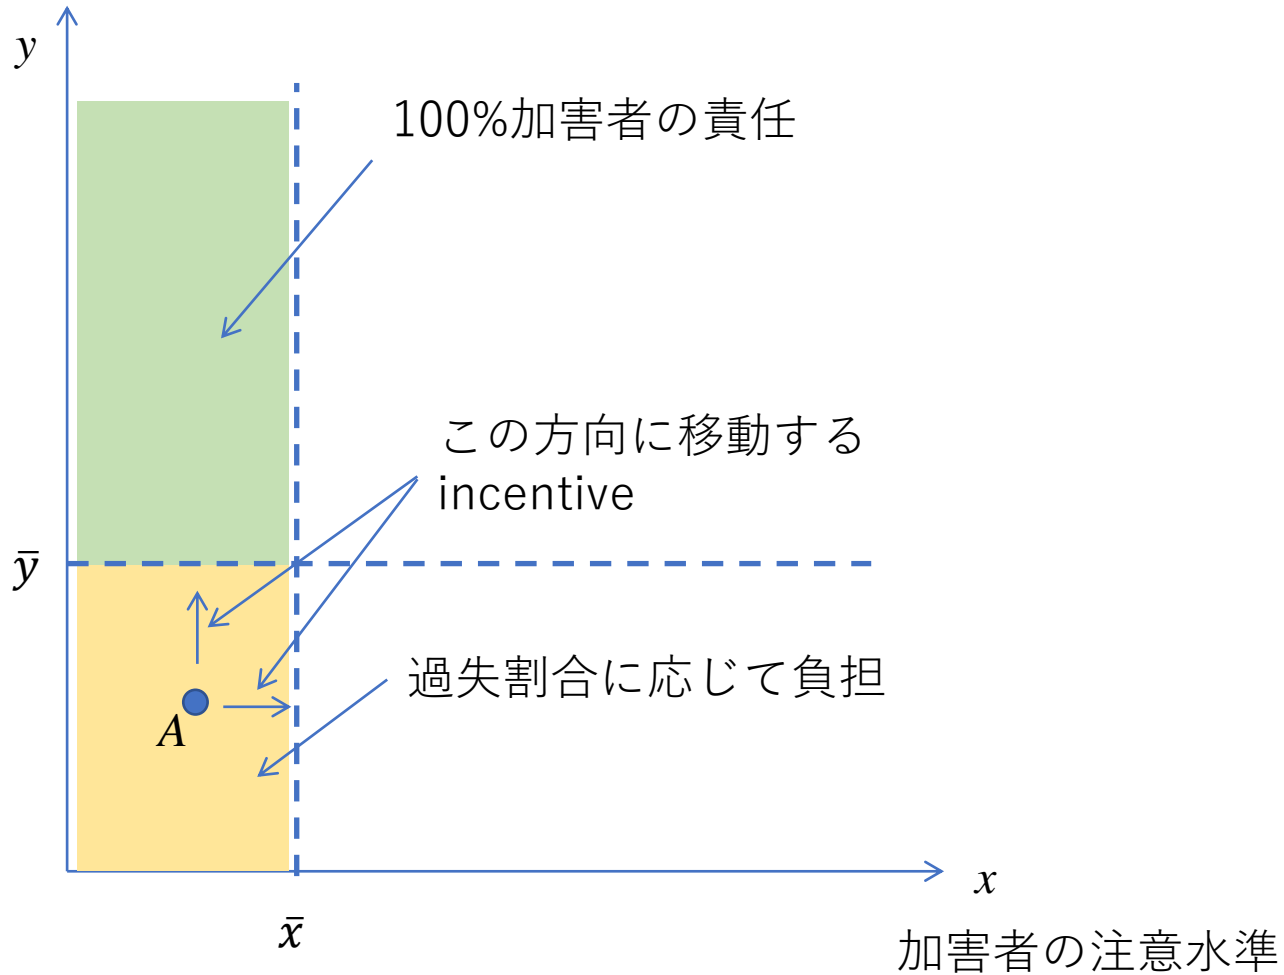 y
100%加害者の責任
この方向に移動する
incentive
ȳ
過失割合に応じて負担
A
x
x̄
加害者の注意水準